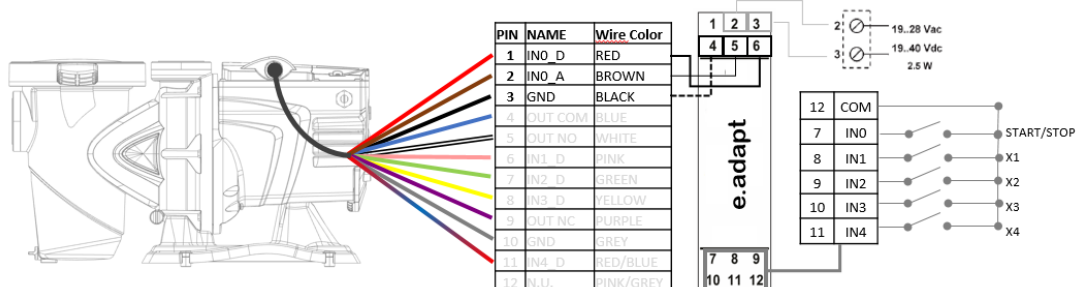 PIN NAME Wire Color
1 IN0_D RED
2 IN0_A BROWN
3 GND BLACK
4 OUT COM BLUE
5 OUT NO WHITE
6 IN1_D PINK
7 IN2_D GREEN
8 IN3_D YELLOW
9 OUT NC PURPLE
10 GND GREY
11 IN4_D RED/BLUE
12 N.U. PINK/GREY
1 2 3
4 5 6
e.adapt
7 8 9
10 11 12
2
19..28 Vac
3
19..40 Vdc
2.5 W
12 COM
7 IN0 START/STOP
8 IN1 X1
9 IN2 X2
10 IN3 X3
11 IN4 X4